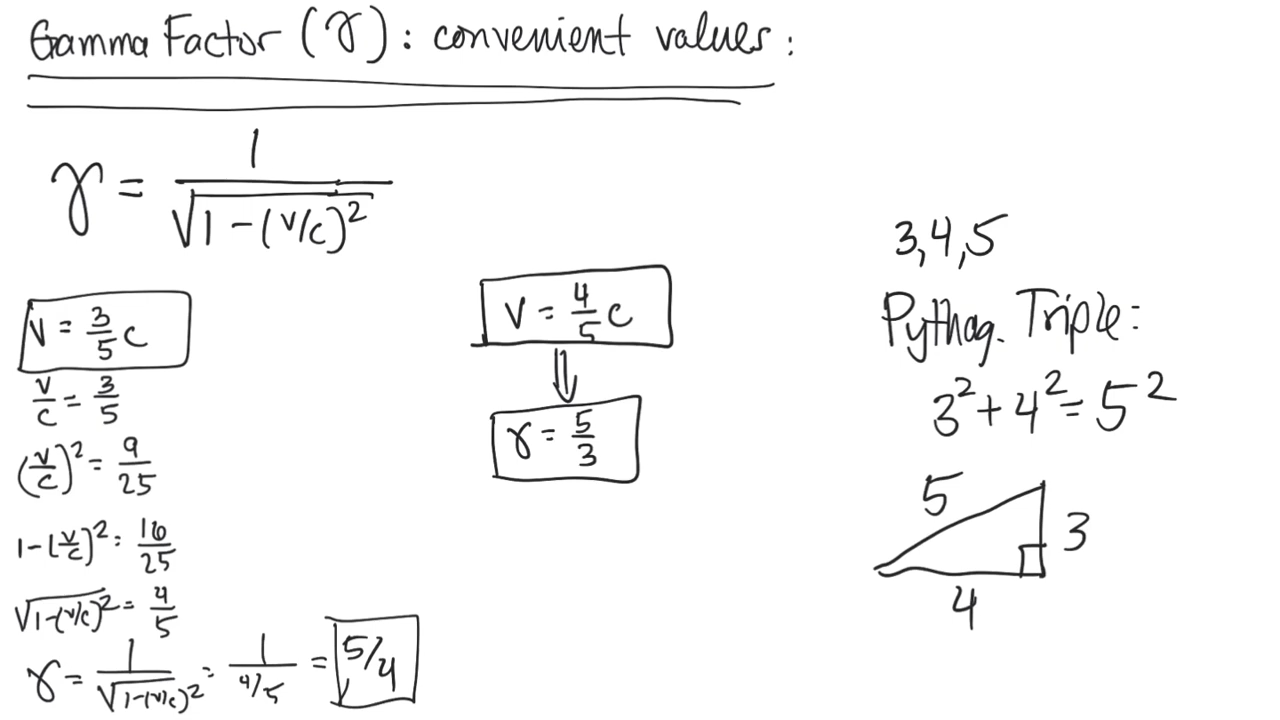 Gamma Factor (γ): convenient values:
γ = 1/√(1-(v/c)²)
v = 3/5 c
v/c = 3/5
(v/c)² = 9/25
1-(v/c)² = 16/25
√(1-(v/c)²) = 4/5
γ = 1/√(1-(v/c)²) = 1/(4/5) = 5/4
v = 4/5 c
⇓
γ = 5/3
3,4,5
Pythag. Triple:
3² + 4² = 5²
5
3
4